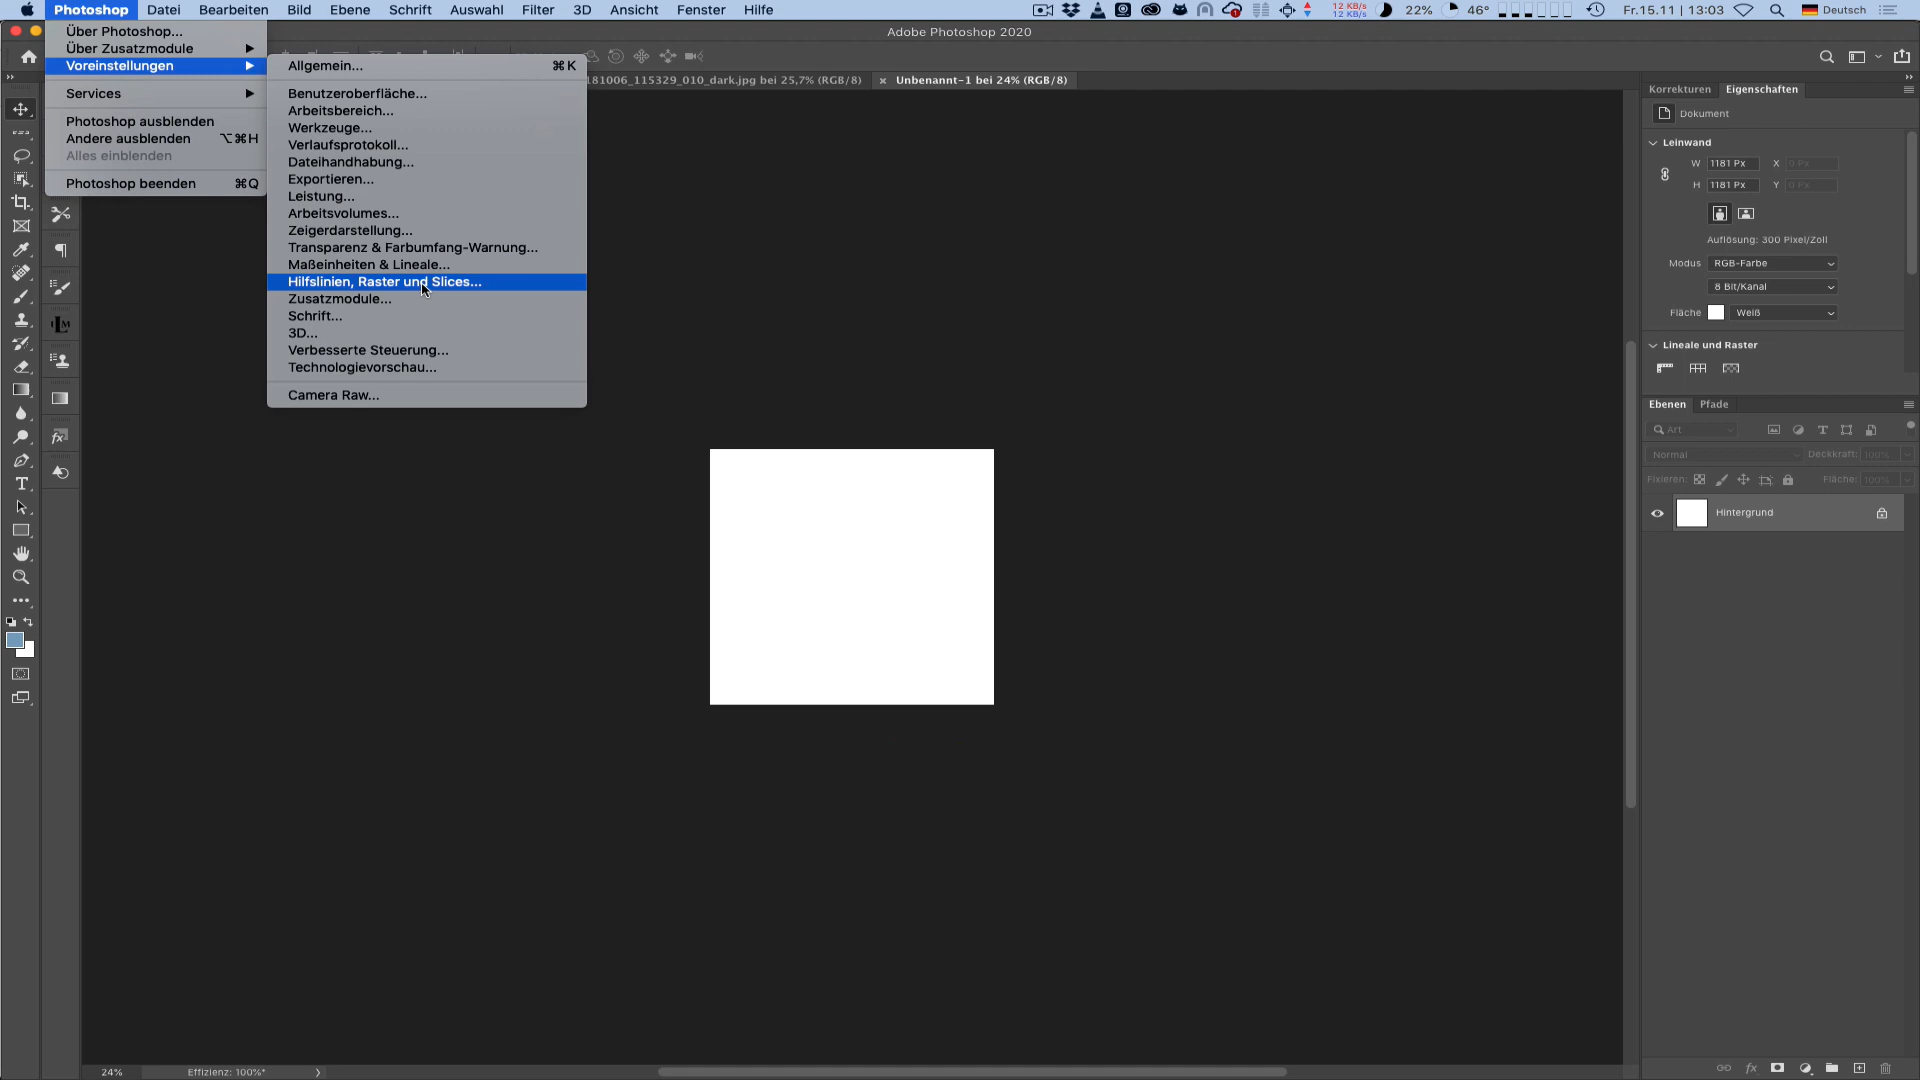 Photoshop Datei Bearbeiten Bild Ebene Schrift Auswahl Filter 3D Ansicht Fenster Hilfe 12 KB/s 12 KB/s 22% 46° Fr.15.11 | 13:03 Deutsch
Adobe Photoshop 2020
Über Photoshop...
Über Zusatzmodule
Voreinstellungen
Services
Photoshop ausblenden
Andere ausblenden ⌥⌘H
Alles einblenden
Photoshop beenden ⌘Q
Allgemein... ⌘K
Benutzeroberfläche...
Arbeitsbereich...
Werkzeuge...
Verlaufsprotokoll...
Dateihandhabung...
Exportieren...
Leistung...
Arbeitsvolumes...
Zeigerdarstellung...
Transparenz & Farbumfang-Warnung...
Maßeinheiten & Lineale...
Hilfslinien, Raster und Slices...
Zusatzmodule...
Schrift...
3D...
Verbesserte Steuerung...
Technologievorschau...
Camera Raw...
181006_115329_010_dark.jpg bei 25,7% (RGB/8)
Unbenannt-1 bei 24% (RGB/8)
Korrekturen Eigenschaften
Dokument
Leinwand
W 1181 Px X 0 Px
H 1181 Px Y 0 Px
Auflösung: 300 Pixel/Zoll
Modus RGB-Farbe
8 Bit/Kanal
Fläche Weiß
Lineale und Raster
Ebenen Pfade
Art
Normal Deckkraft: 100%
Fixieren: Fläche: 100%
Hintergrund
24% Effizienz: 100%*